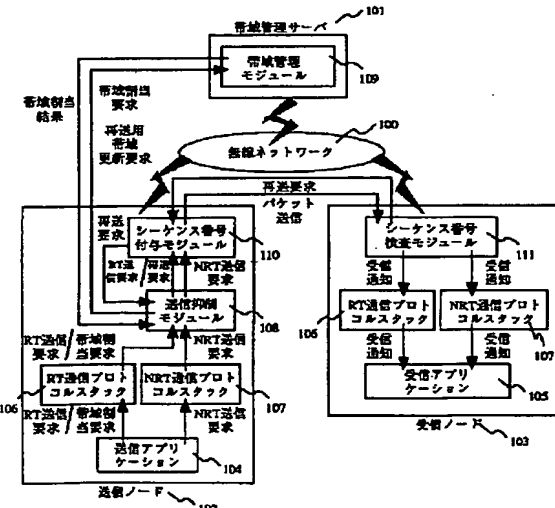 帯域管理サーバ
101
帯域管理
モジュール
109
帯域割当
結果
帯域割当
要求
再送用
帯域
更新要求
100
無線ネットワーク
再送要求
パケット
送信
再送
要求
シーケンス番号
付与モジュール
110
シーケンス番号
検査モジュール
111
RT送
信要求/
再送
要求
NRT送信
要求
受信
通知
受信
通知
送信抑制
モジュール
108
RT通信プロト
コルスタック
106
NRT通信プロト
コルスタック
107
RT送信/帯域割
要求/当要求
NRT送信
要求
受信
通知
受信
通知
RT通信プロト
コルスタック
106
NRT通信プロト
コルスタック
107
受信アプリ
ケーション
105
RT送信/帯域割
要求/当要求
NRT送信
要求
受信ノード
103
送信アプリ
ケーション
104
送信ノード
102